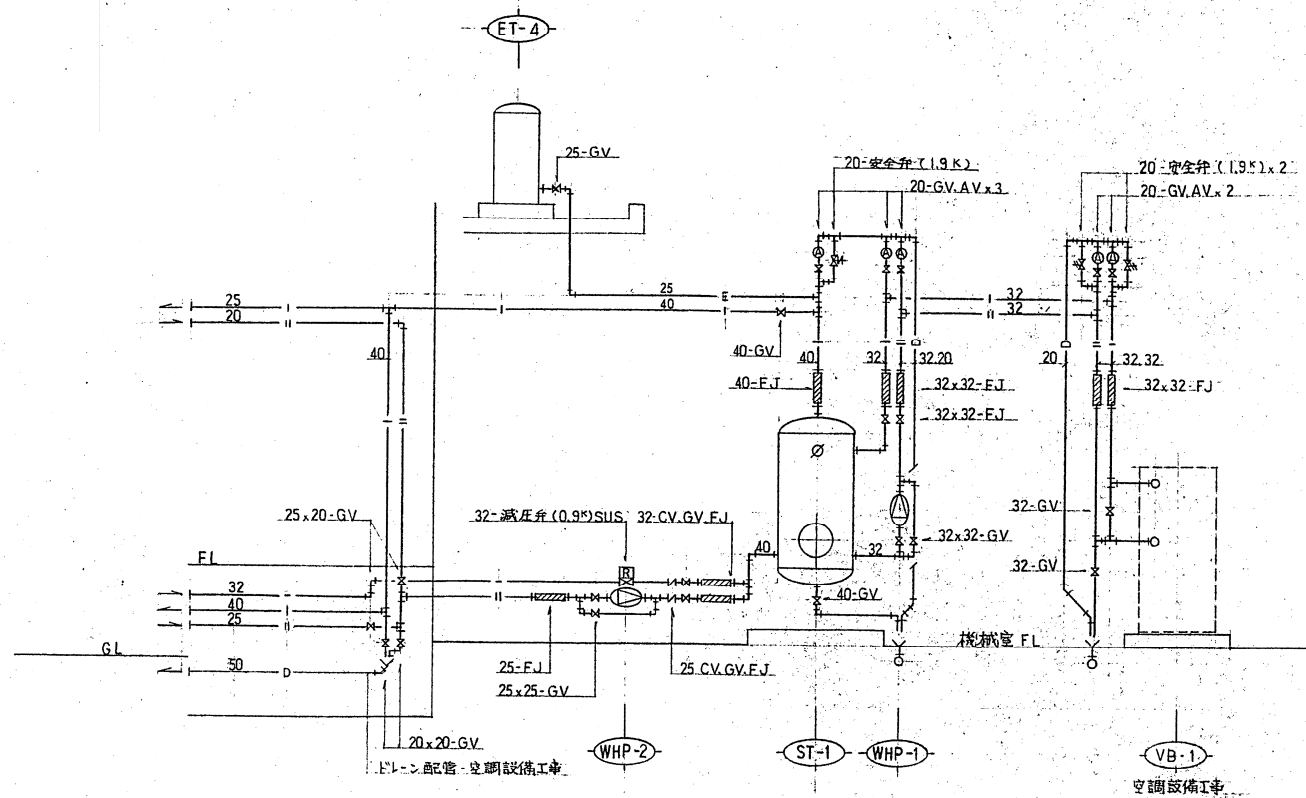 ET-4
25-GV
20-安全弁(1.9K)
20-GV.AV×3
20-安全弁(1.9K)×2
20-GV.AV×2
25
20
40
25
40
40-GV
40
32
32.20
32
32
20
32.32
40-FJ
32×32-FJ
32×32-FJ
32×32-FJ
25×20-GV
32-減圧弁(0.9K)SUS
32-CV.GV.FJ
R
40
32
32×32-GV
32-GV
32-GV
FL
32
40
25
GL
50
D
40-GV
機械室FL
25-FJ
25×25-GV
25.CV.GV.FJ
20×20-GV
ドレーン配管-空調設備工事
WHP-2
ST-1
WHP-1
VB-1
空調設備工事